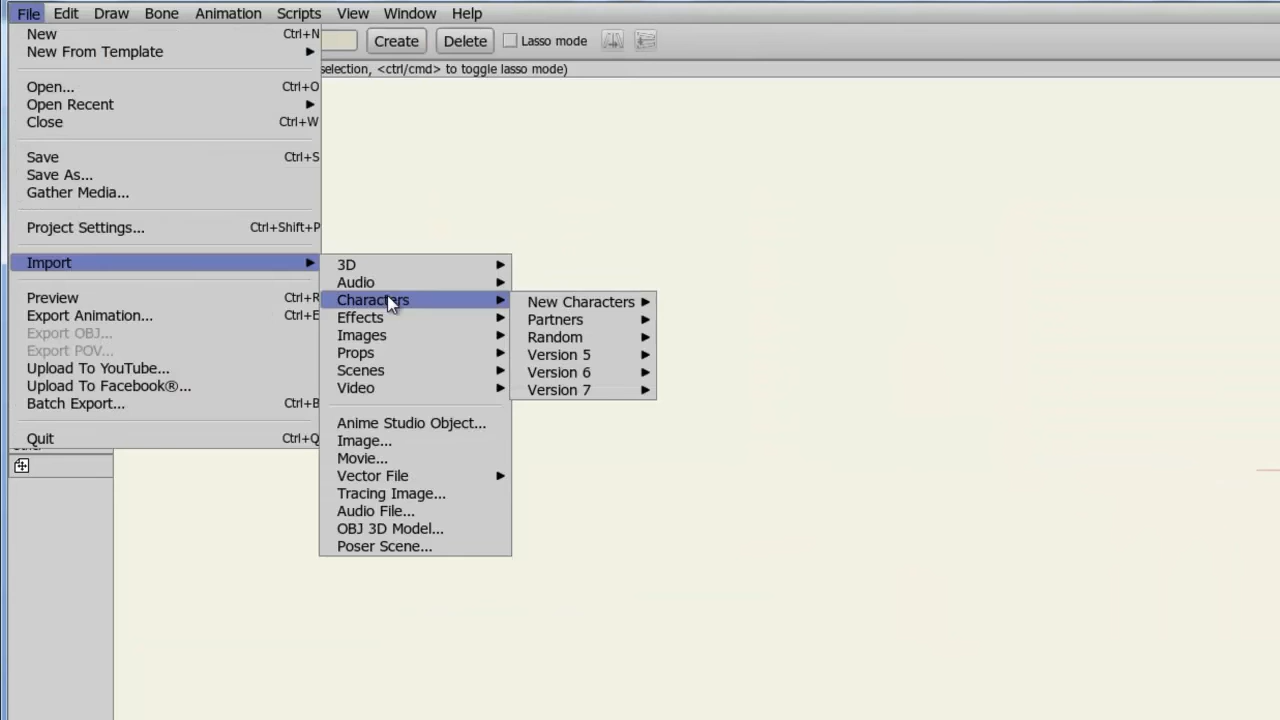 File Edit Draw Bone Animation Scripts View Window Help
New Ctrl+N
New From Template
Create Delete Lasso mode
selection, <ctrl/cmd> to toggle lasso mode)
Open... Ctrl+O
Open Recent
Close Ctrl+W
Save Ctrl+S
Save As...
Gather Media...
Project Settings... Ctrl+Shift+P
Import
Preview Ctrl+R
Export Animation... Ctrl+E
Export OBJ...
Export POV...
Upload To YouTube...
Upload To Facebook®...
Batch Export... Ctrl+B
Quit Ctrl+Q
3D
Audio
Characters
Effects
Images
Props
Scenes
Video
Anime Studio Object...
Image...
Movie...
Vector File
Tracing Image...
Audio File...
OBJ 3D Model...
Poser Scene...
New Characters
Partners
Random
Version 5
Version 6
Version 7